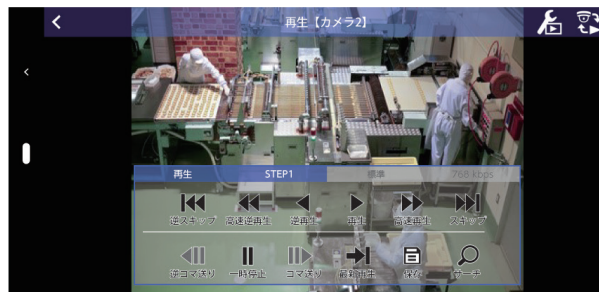 再生【カメラ2】
再生 STEP1 標準 768 kbps
逆スキップ 高速逆再生 逆再生 再生 高速再生 スキップ
逆コマ送り 一時停止 コマ送り 最新再生 保存 サーチ